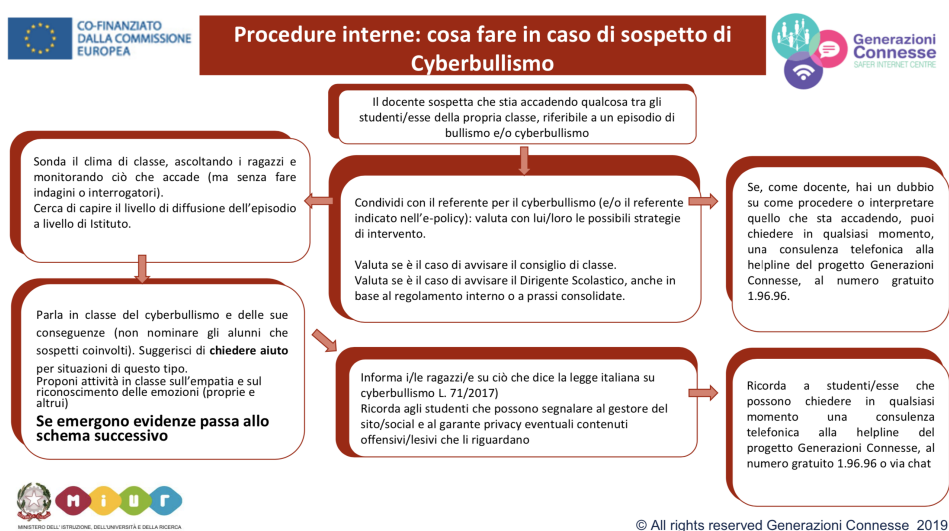 CO-FINANZIATO
DALLA COMMISSIONE
EUROPEA
Procedure interne: cosa fare in caso di sospetto di
Cyberbullismo
Generazioni
Connesse
SAFER INTERNET CENTRE
Il docente sospetta che stia accadendo qualcosa tra gli
studenti/esse della propria classe, riferibile a un episodio di
bullismo e/o cyberbullismo
Sonda il clima di classe, ascoltando i ragazzi e
monitorando ciò che accade (ma senza fare
indagini o interrogatori).
Cerca di capire il livello di diffusione dell'episodio
a livello di Istituto.
Condividi con il referente per il cyberbullismo (e/o il referente
indicato nell'e-policy): valuta con lui/loro le possibili strategie
di intervento.
Valuta se è il caso di avvisare il consiglio di classe.
Valuta se è il caso di avvisare il Dirigente Scolastico, anche in
base al regolamento interno o a prassi consolidate.
Se, come docente, hai un dubbio
su come procedere o interpretare
quello che sta accadendo, puoi
chiedere in qualsiasi momento,
una consulenza telefonica alla
helpline del progetto Generazioni
Connesse, al numero gratuito
1.96.96.
Parla in classe del cyberbullismo e delle sue
conseguenze (non nominare gli alunni che
sospetti coinvolti). Suggerisci di chiedere aiuto
per situazioni di questo tipo.
Proponi attività in classe sull'empatia e sul
riconoscimento delle emozioni (proprie e
altrui)
Se emergono evidenze passa allo
schema successivo
Informa i/le ragazzi/e su ciò che dice la legge italiana su
cyberbullismo L. 71/2017)
Ricorda agli studenti che possono segnalare al gestore del
sito/social e al garante privacy eventuali contenuti
offensivi/lesivi che li riguardano
Ricorda a studenti/esse che
possono chiedere in qualsiasi
momento una consulenza
telefonica alla helpline del
progetto Generazioni Connesse, al
numero gratuito 1.96.96 o via chat
m i u r
MINISTERO DELL' ISTRUZIONE, DELL'UNIVERSITÀ E DELLA RICERCA
© All rights reserved Generazioni Connesse 2019